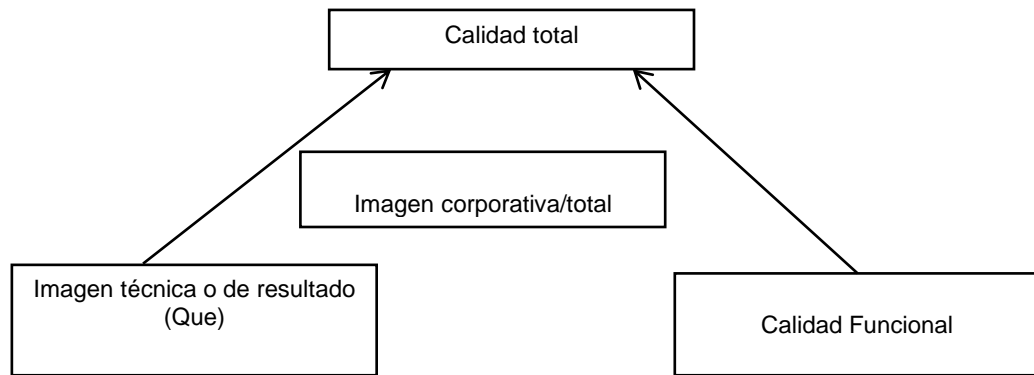 Calidad total
Imagen corporativa/total
Imagen técnica o de resultado
(Que)
Calidad Funcional